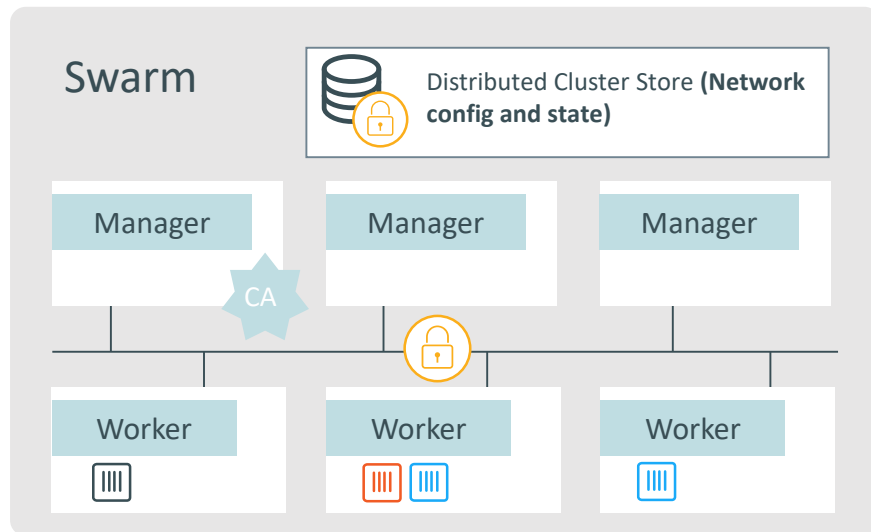 Swarm
Distributed Cluster Store (Network
config and state)
Manager
Manager
Manager
CA
Worker
Worker
Worker